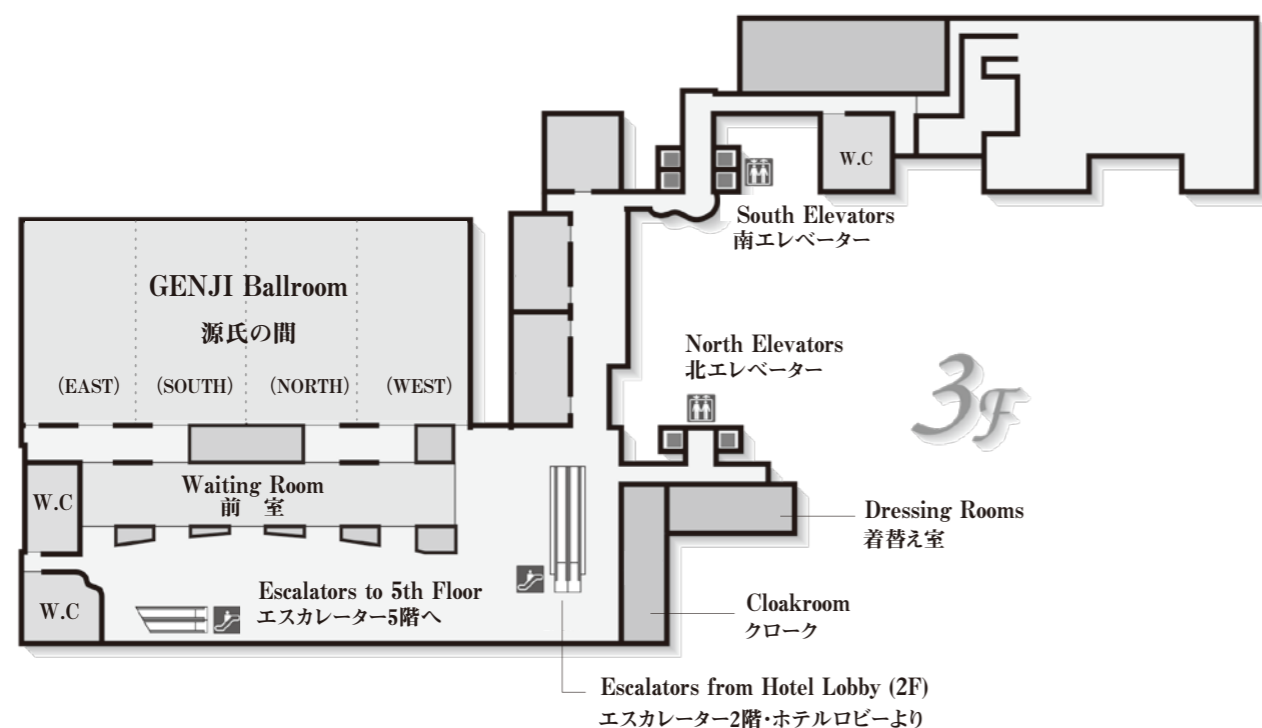 W.C
South Elevators
南エレベーター
GENJI Ballroom
源氏の間
(EAST)
(SOUTH)
(NORTH)
(WEST)
North Elevators
北エレベーター
3F
W.C
Waiting Room
前 室
Dressing Rooms
着替え室
Escalators to 5th Floor
エスカレーター5階へ
W.C
Cloakroom
クローク
Escalators from Hotel Lobby (2F)
エスカレーター2階・ホテルロビーより